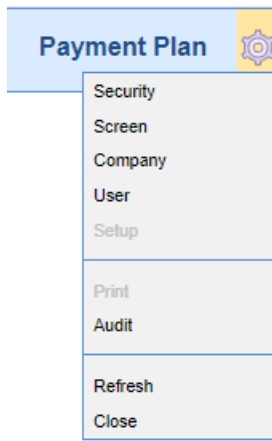 Payment Plan
Security
Screen
Company
User
Setup
Print
Audit
Refresh
Close